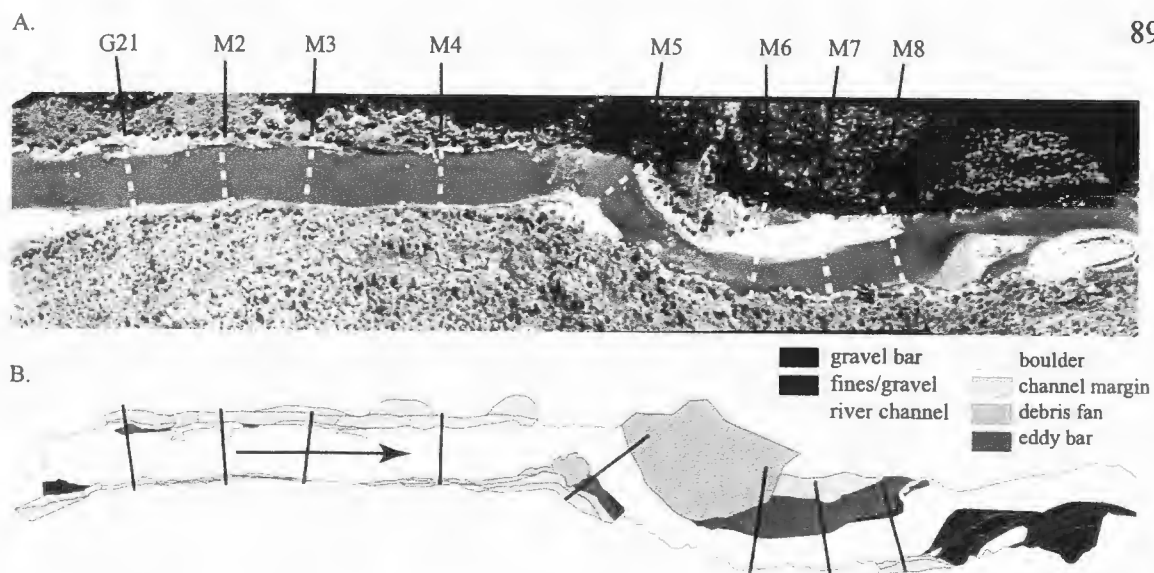 A.
89
G21 M2 M3 M4 M5 M6 M7 M8
B.
gravel bar
fines/gravel
river channel
boulder
channel margin
debris fan
eddy bar